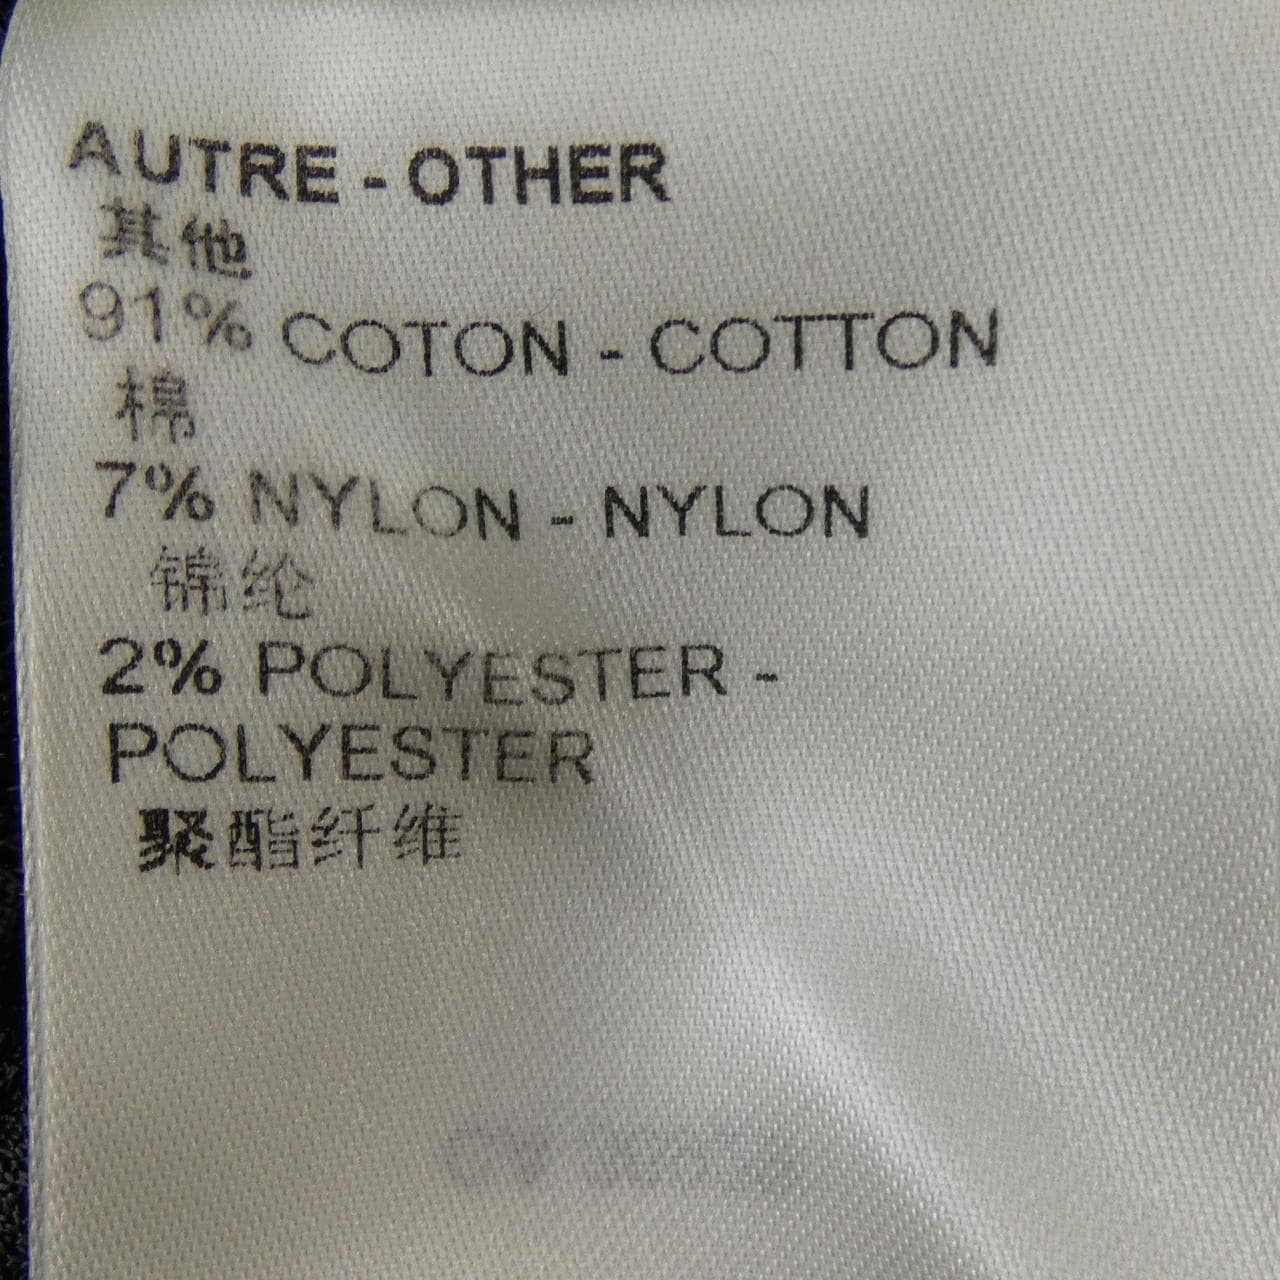 AUTRE - OTHER
其他
91% COTON - COTTON
棉
7% NYLON - NYLON
锦纶
2% POLYESTER -
POLYESTER
聚酯纤维